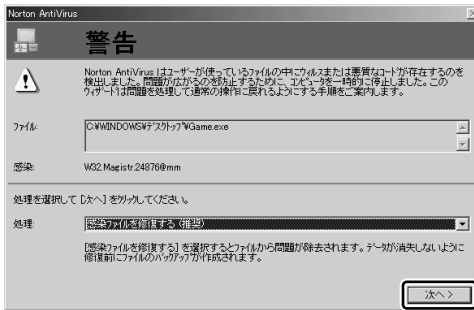 Norton AntiVirus
警告
Norton AntiVirus はユーザーが使っているファイルの中にウィルスまたは悪質なコードが存在するのを
検出しました。問題が広がるのを防止するために、コンピュータを一時的に停止しました。この
ウィザードは問題を処理して通常の操作に戻れるようにする手順をご案内します。
ファイル:
C:¥WINDOWS¥デスクトップ¥Game.exe
感染:
W32.Magistr.24876@mm
処理を選択して [次へ] をクリックしてください。
処理:
感染ファイルを修復する (推奨)
[感染ファイルを修復する] を選択するとファイルから問題が除去されます。データが消失しないように
修復前にファイルのバックアップが作成されます。
次へ >